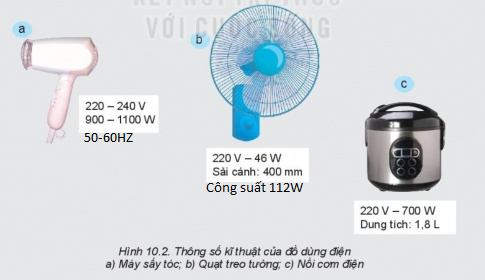 KẾT NỐI TRI THỨC
VỚI CUỘC SỐNG
a
220 – 240 V
900 – 1100 W
50-60HZ
b
220 V – 46 W
Sải cánh: 400 mm
Công suất 112W
c
220 V – 700 W
Dung tích: 1,8 L
Hình 10.2. Thông số kĩ thuật của đồ dùng điện
a) Máy sấy tóc; b) Quạt treo tường; c) Nồi cơm điện